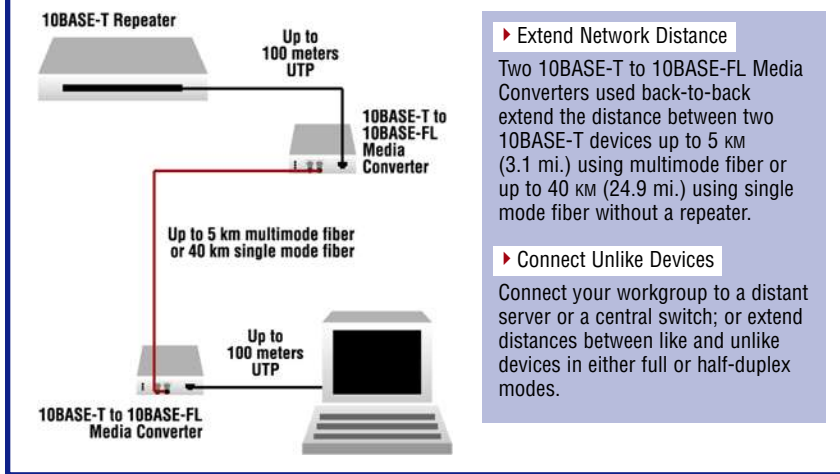 10BASE-T Repeater
Up to
100 meters
UTP
10BASE-T to
10BASE-FL
Media
Converter
Up to 5 km multimode fiber
or 40 km single mode fiber
Up to
100 meters
UTP
10BASE-T to 10BASE-FL
Media Converter
Extend Network Distance
Two 10BASE-T to 10BASE-FL Media
Converters used back-to-back
extend the distance between two
10BASE-T devices up to 5 KM
(3.1 mi.) using multimode fiber or
up to 40 KM (24.9 mi.) using single
mode fiber without a repeater.
Connect Unlike Devices
Connect your workgroup to a distant
server or a central switch; or extend
distances between like and unlike
devices in either full or half-duplex
modes.